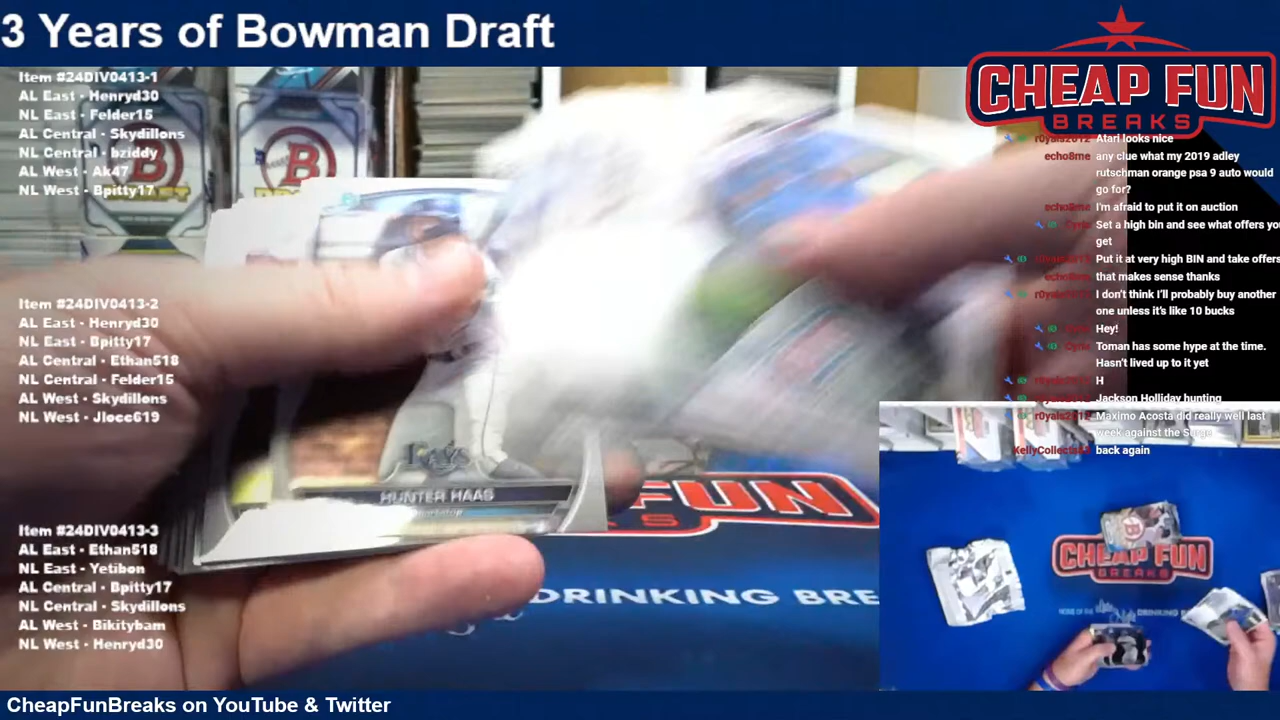 3 Years of Bowman Draft
CHEAP FUN
BREAKS
Item #24DIV0413-1
AL East - Henryd30
NL East - Felder15
AL Central - Skydillons
NL Central - bziddy
AL West - Ak47
NL West - Bpitty17
Item #24DIV0413-2
AL East - Henryd30
NL East - Bpitty17
AL Central - Ethan518
NL Central - Felder15
AL West - Skydillons
NL West - Jlocc619
Item #24DIV0413-3
AL East - Ethan518
NL East - Yetibon
AL Central - Bpitty17
NL Central - Skydillons
AL West - Bikitybam
NL West - Henryd30
Atari looks nice
echo8me any clue what my 2019 adley
rutschman orange psa 9 auto would
go for?
echo8me I'm afraid to put it on auction
Set a high bin and see what offers you
get
Put it at very high BIN and take offers
echo8me that makes sense thanks
I don't think I'll probably buy another
one unless it's like 10 bucks
Hey!
Toman has some hype at the time.
Hasn't lived up to it yet
H
Jackson Holliday hunting
Maximo Acosta did really well last
week against the Surge
back again
RAYS
HUNTER HAAS
FUN
DRINKING BRE
B
CHEAP FUN
BREAKS
CheapFunBreaks on YouTube & Twitter